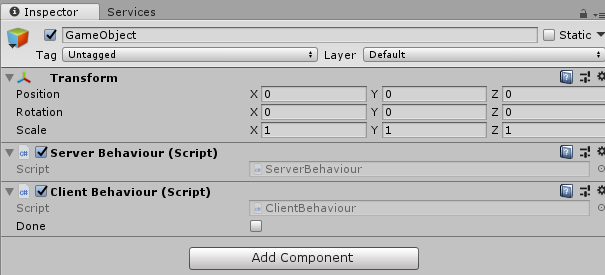 Inspector Services
GameObject Static
Tag Untagged Layer Default
Transform
Position X 0 Y 0 Z 0
Rotation X 0 Y 0 Z 0
Scale X 1 Y 1 Z 1
C# Server Behaviour (Script)
Script ServerBehaviour
C# Client Behaviour (Script)
Script ClientBehaviour
Done
Add Component